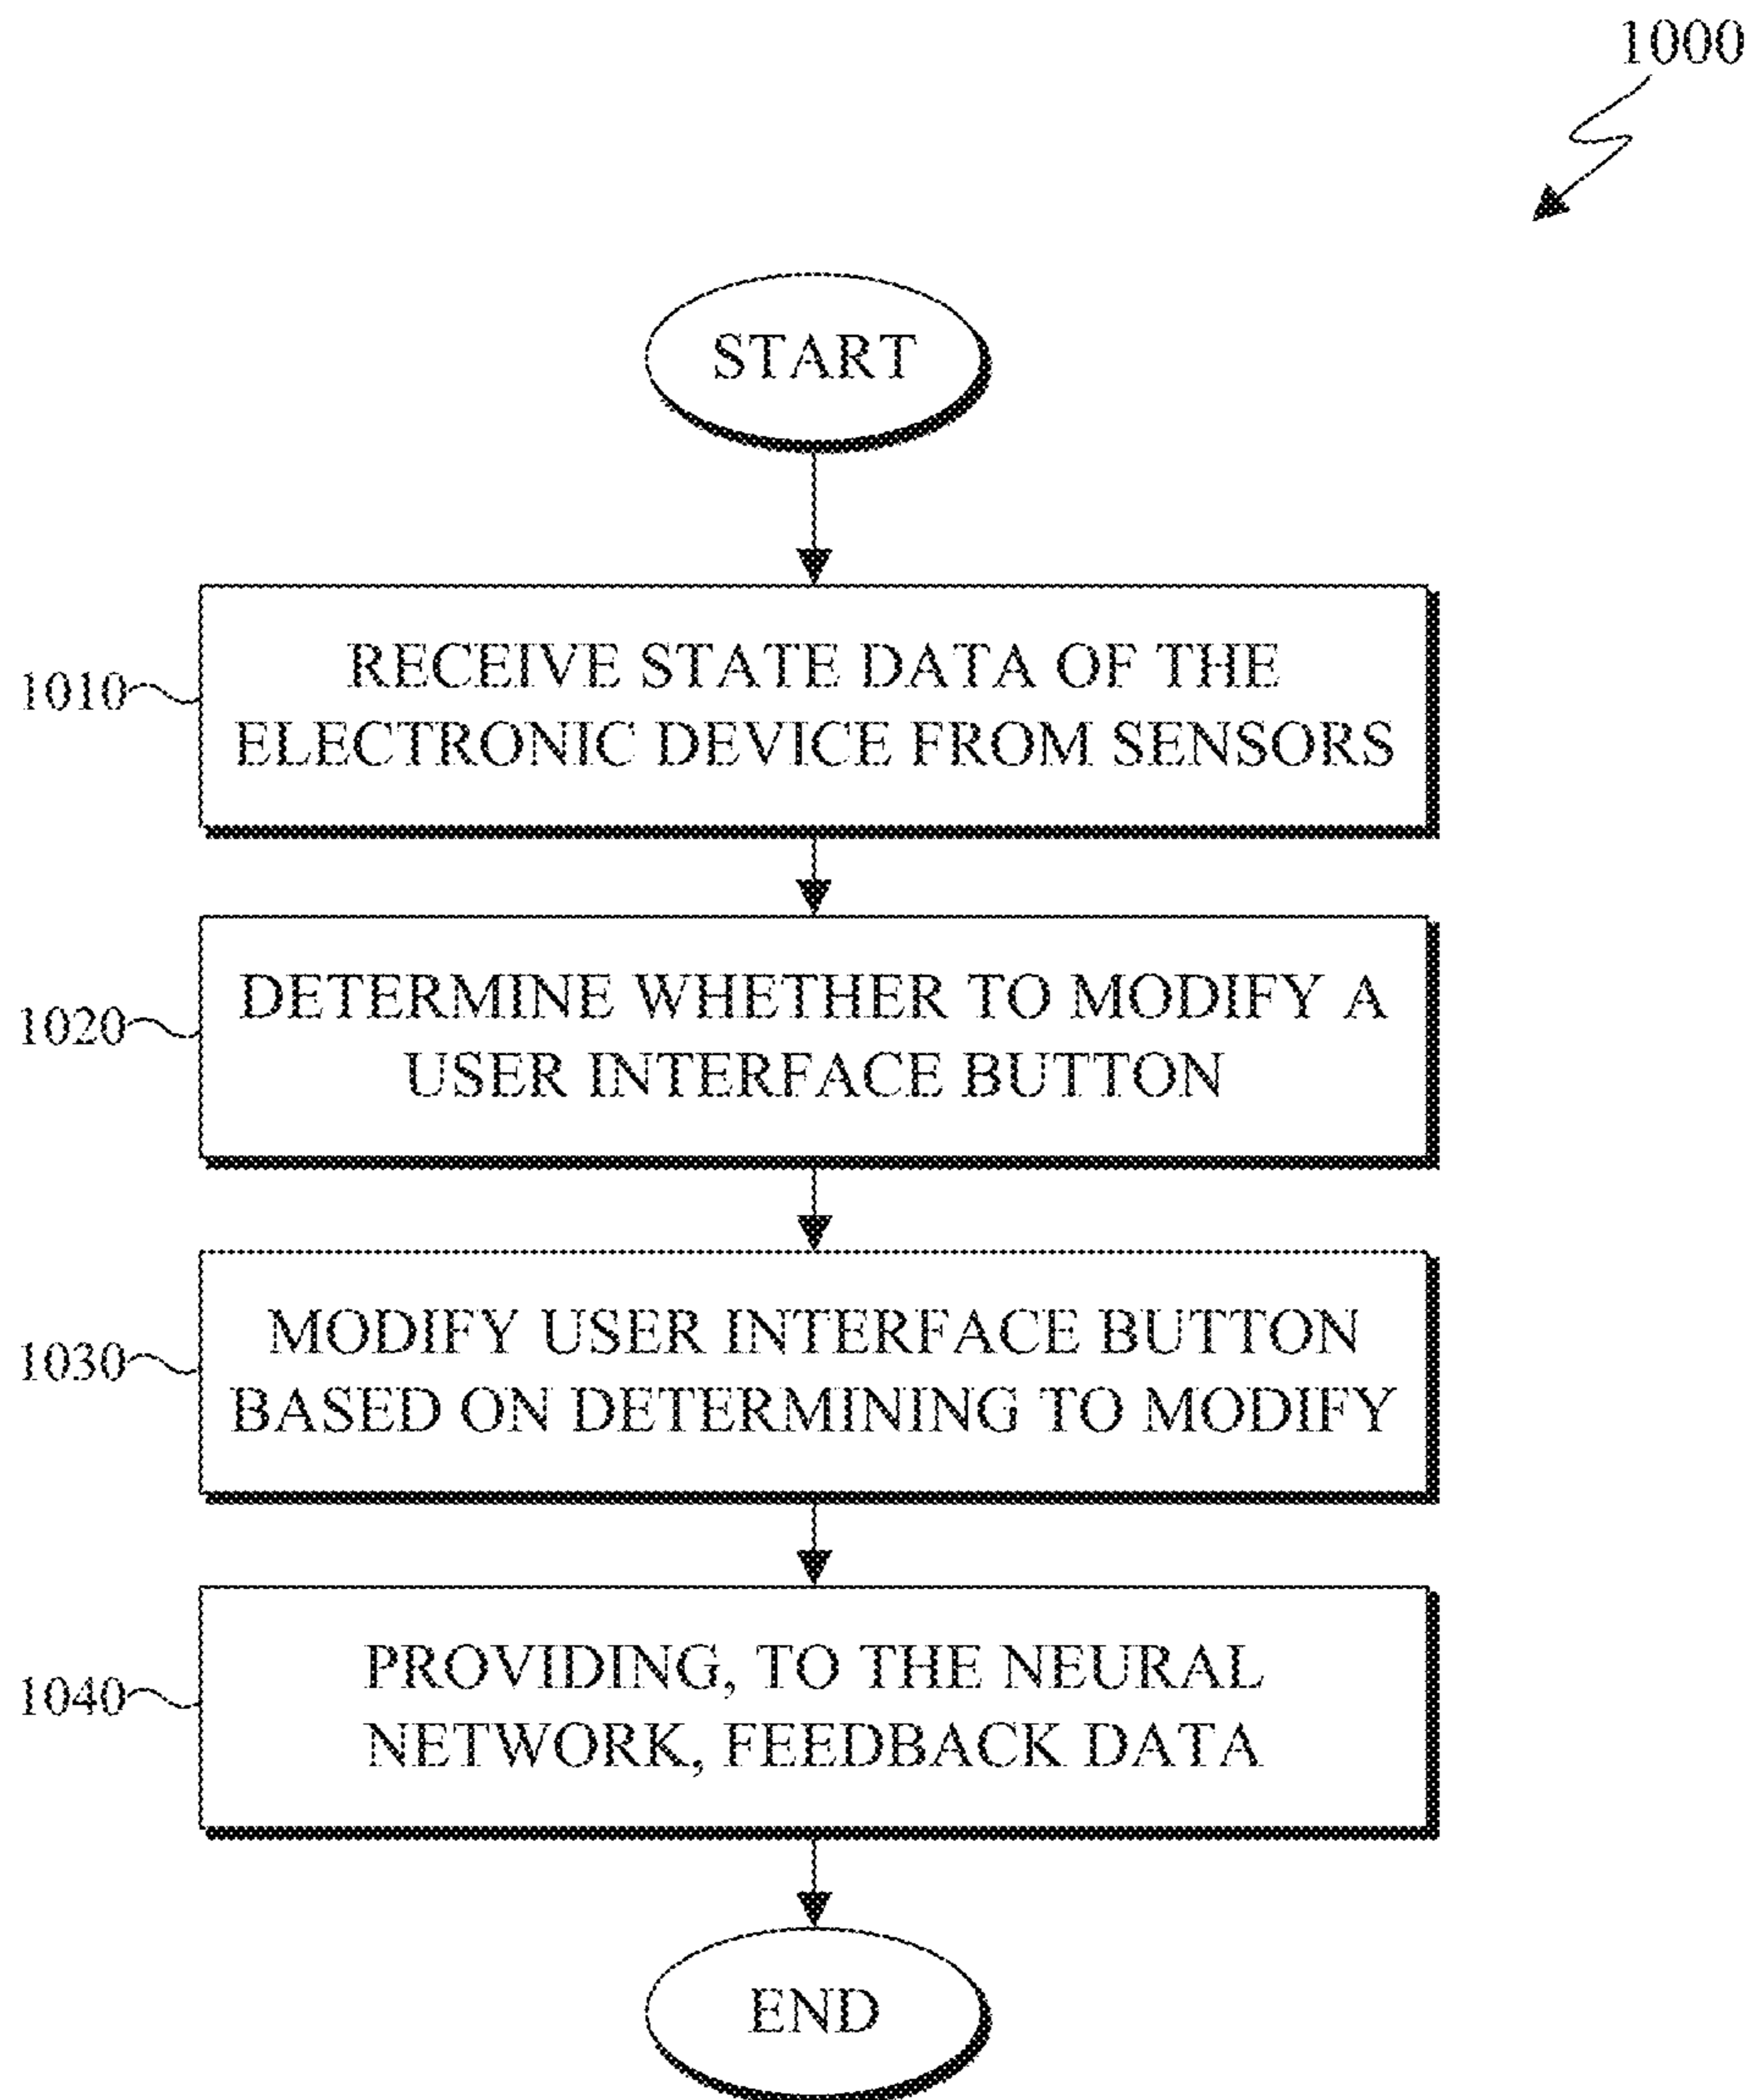 1000
START
1010
RECEIVE STATE DATA OF THE
ELECTRONIC DEVICE FROM SENSORS
1020
DETERMINE WHETHER TO MODIFY A
USER INTERFACE BUTTON
1030
MODIFY USER INTERFACE BUTTON
BASED ON DETERMINING TO MODIFY
1040
PROVIDING, TO THE NEURAL
NETWORK, FEEDBACK DATA
END